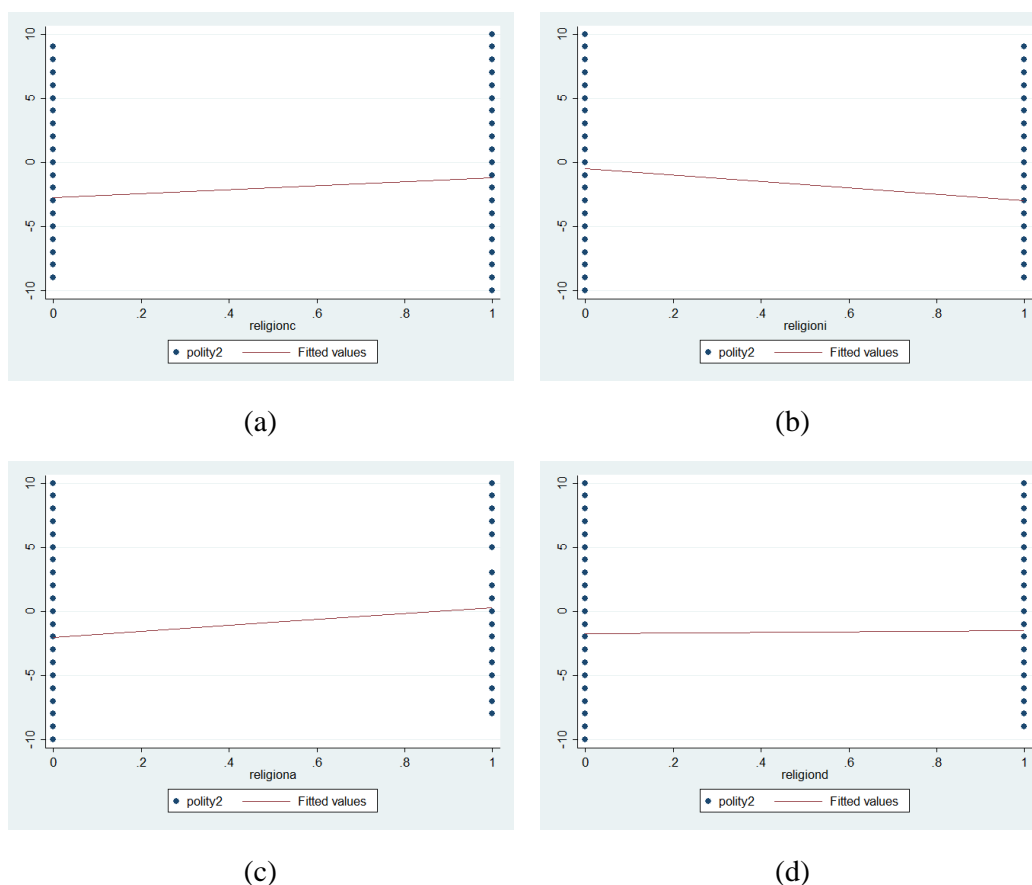 10
5
0
-5
-10
0 .2 .4 .6 .8 1
religionc
polity2 Fitted values
(a)
10
5
0
-5
-10
0 .2 .4 .6 .8 1
religioni
polity2 Fitted values
(b)
10
5
0
-5
-10
0 .2 .4 .6 .8 1
religiona
polity2 Fitted values
(c)
10
5
0
-5
-10
0 .2 .4 .6 .8 1
religiond
polity2 Fitted values
(d)